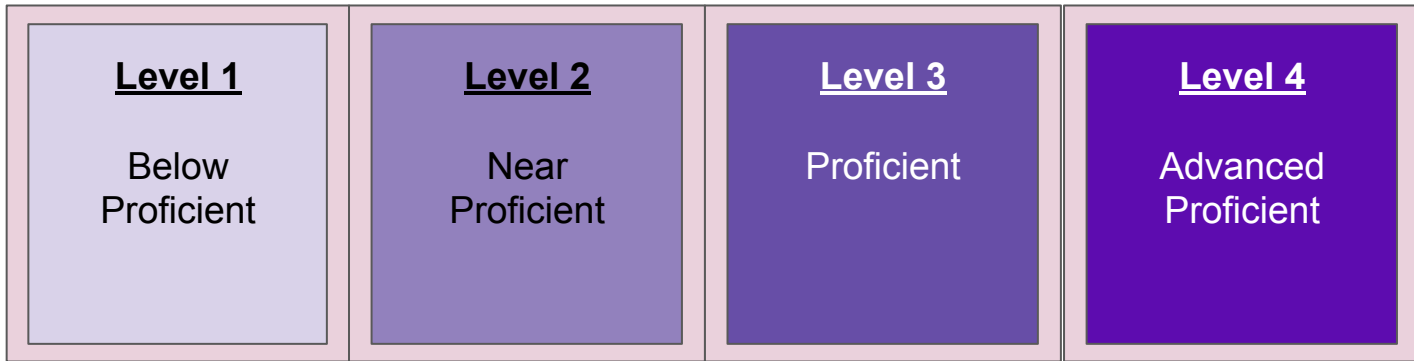 Level 1
Below
Proficient
Level 2
Near
Proficient
Level 3
Proficient
Level 4
Advanced
Proficient